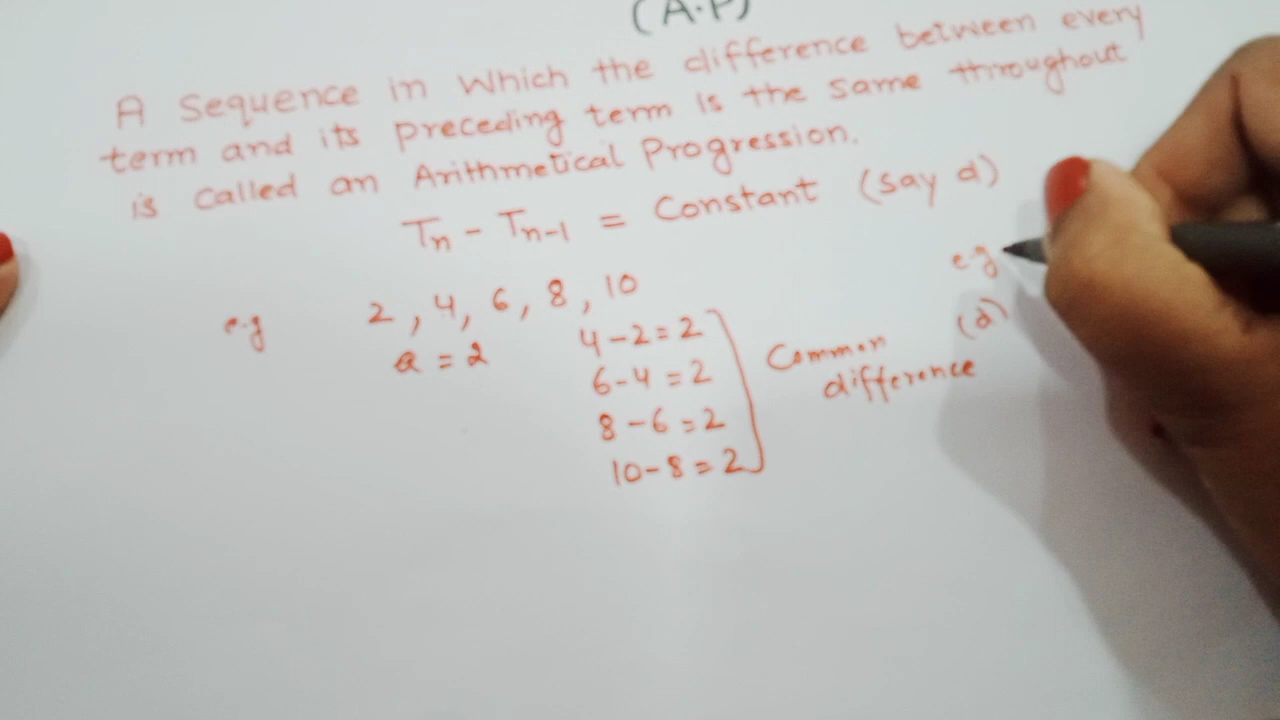 (A.P)
A Sequence in Which the difference between every
term and its preceding term is the same throughout
is called an Arithmetical Progression.
Tn - Tn-1 = Constant (say d)
e.g 2, 4, 6, 8, 10
a = 2
4-2=2
6-4=2
8-6=2
10-8=2
Common
difference
(d)
e.g